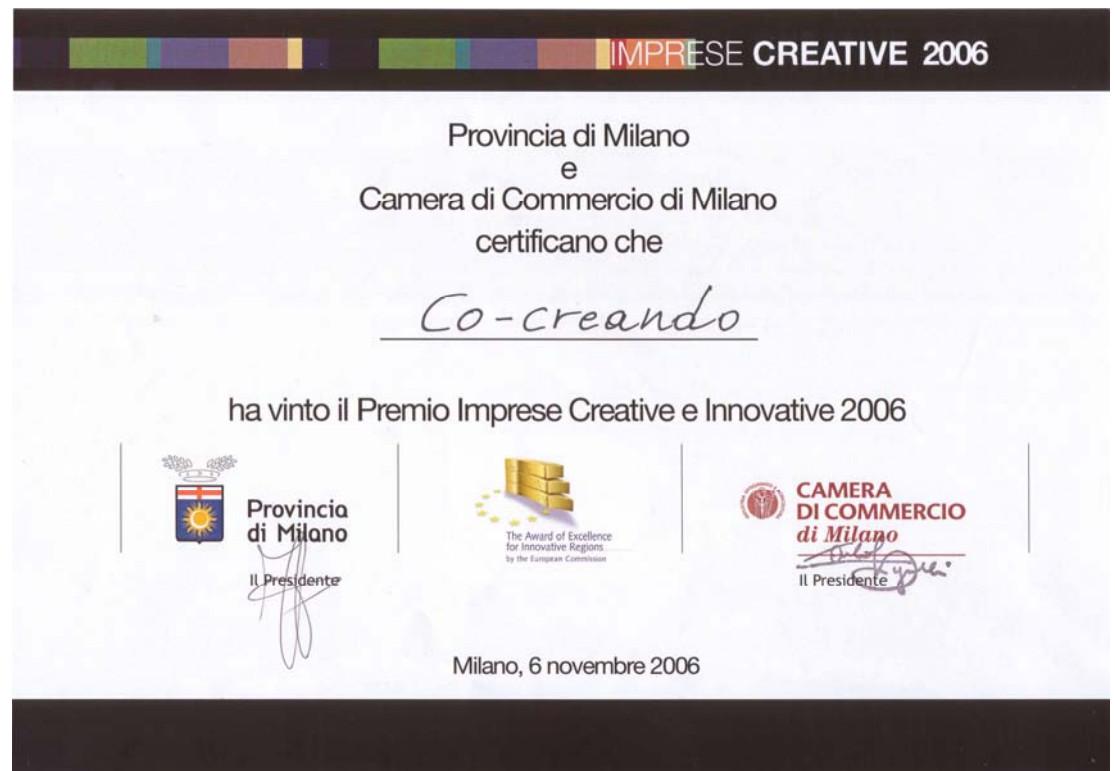 IMPRESE CREATIVE 2006
Provincia di Milano
e
Camera di Commercio di Milano
certificano che
Co-creando
ha vinto il Premio Imprese Creative e Innovative 2006
Provincia
di Milano
Il Presidente
The Award of Excellence
for Innovative Regions
by the European Commission
CAMERA
DI COMMERCIO
di Milano
Il Presidente
Milano, 6 novembre 2006